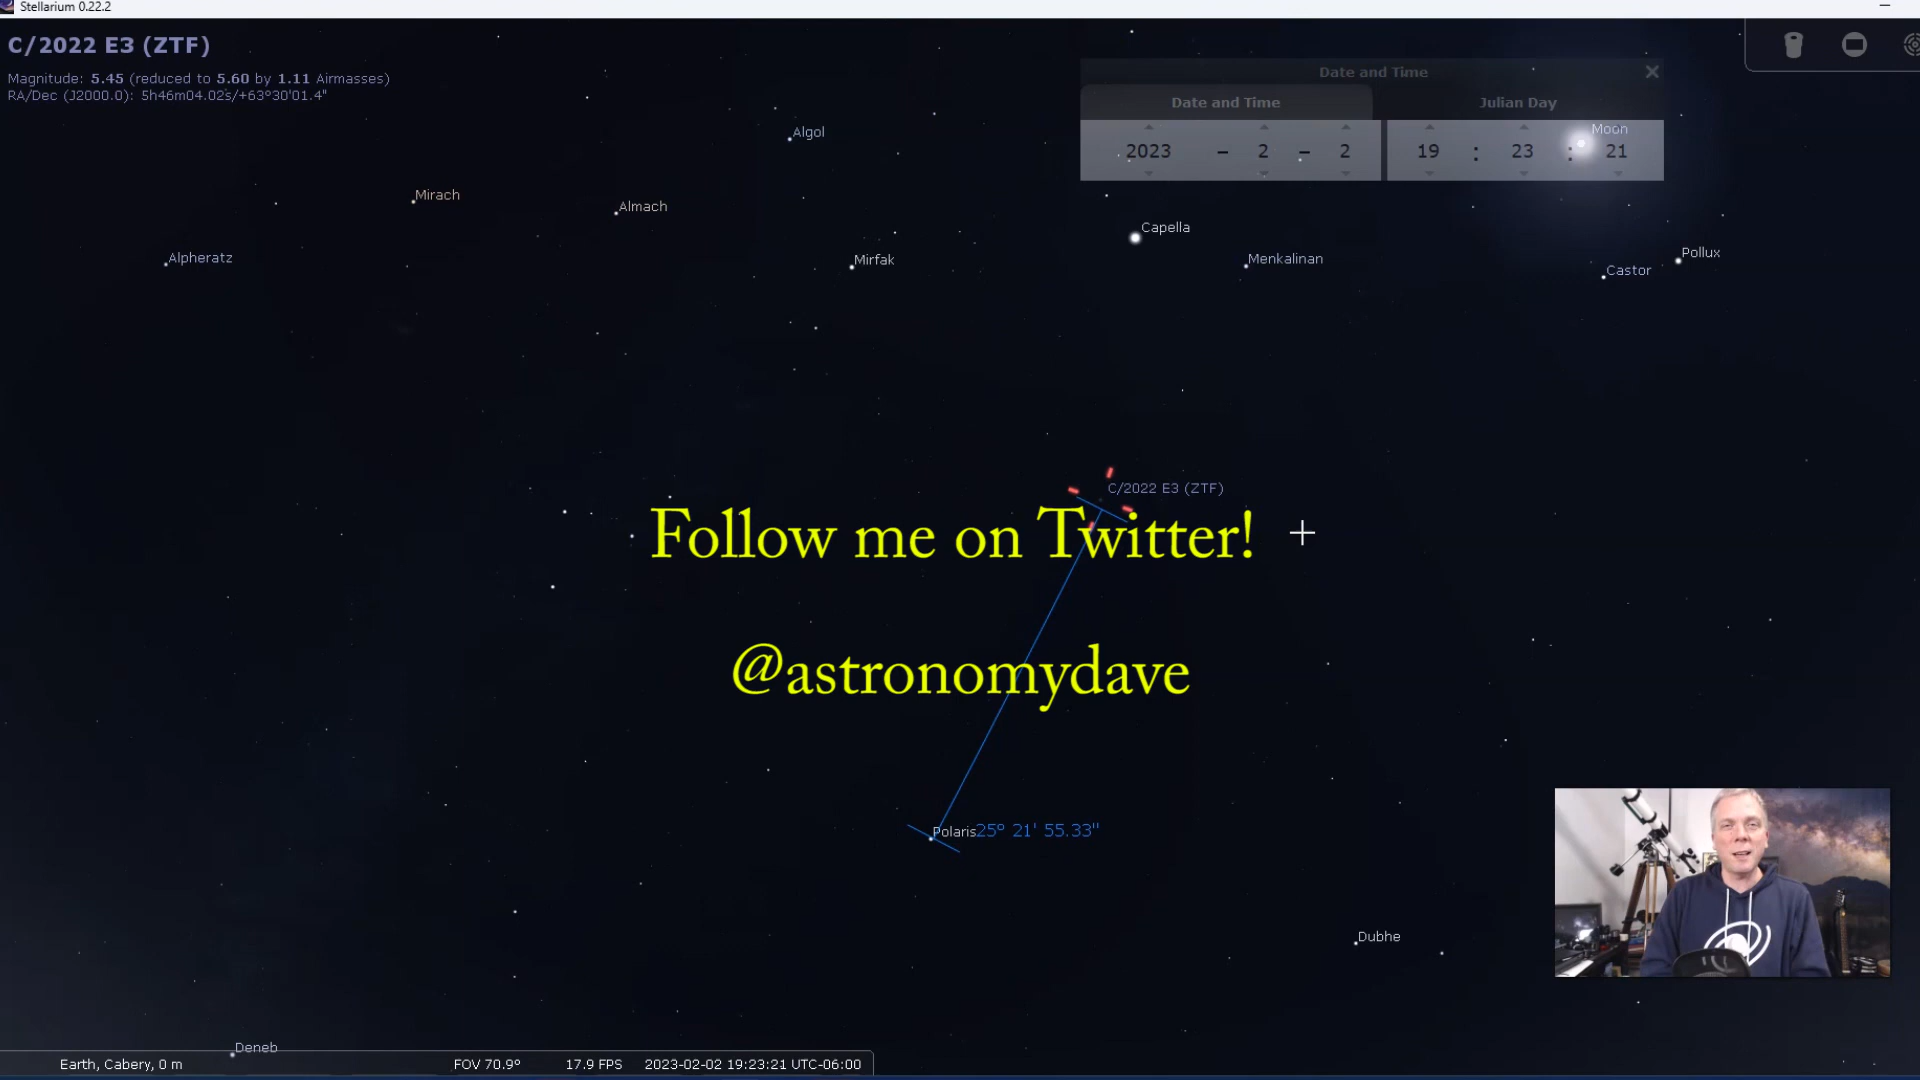 Stellarium 0.22.2
C/2022 E3 (ZTF)
Magnitude: 5.45 (reduced to 5.60 by 1.11 Airmasses)
RA/Dec (J2000.0): 5h46m04.02s/+63°30'01.4"
Date and Time
Date and Time Julian Day
Moon
2023 - 2 - 2 19 : 23 : 21
Algol
Mirach
Almach
Capella
Alpheratz
Mirfak
Menkalinan
Pollux
Castor
C/2022 E3 (ZTF)
Follow me on Twitter!
@astronomydave
Polaris 25° 21' 55.33"
Dubhe
Deneb
Earth, Cabery, 0 m FOV 70.9° 17.9 FPS 2023-02-02 19:23:21 UTC-06:00